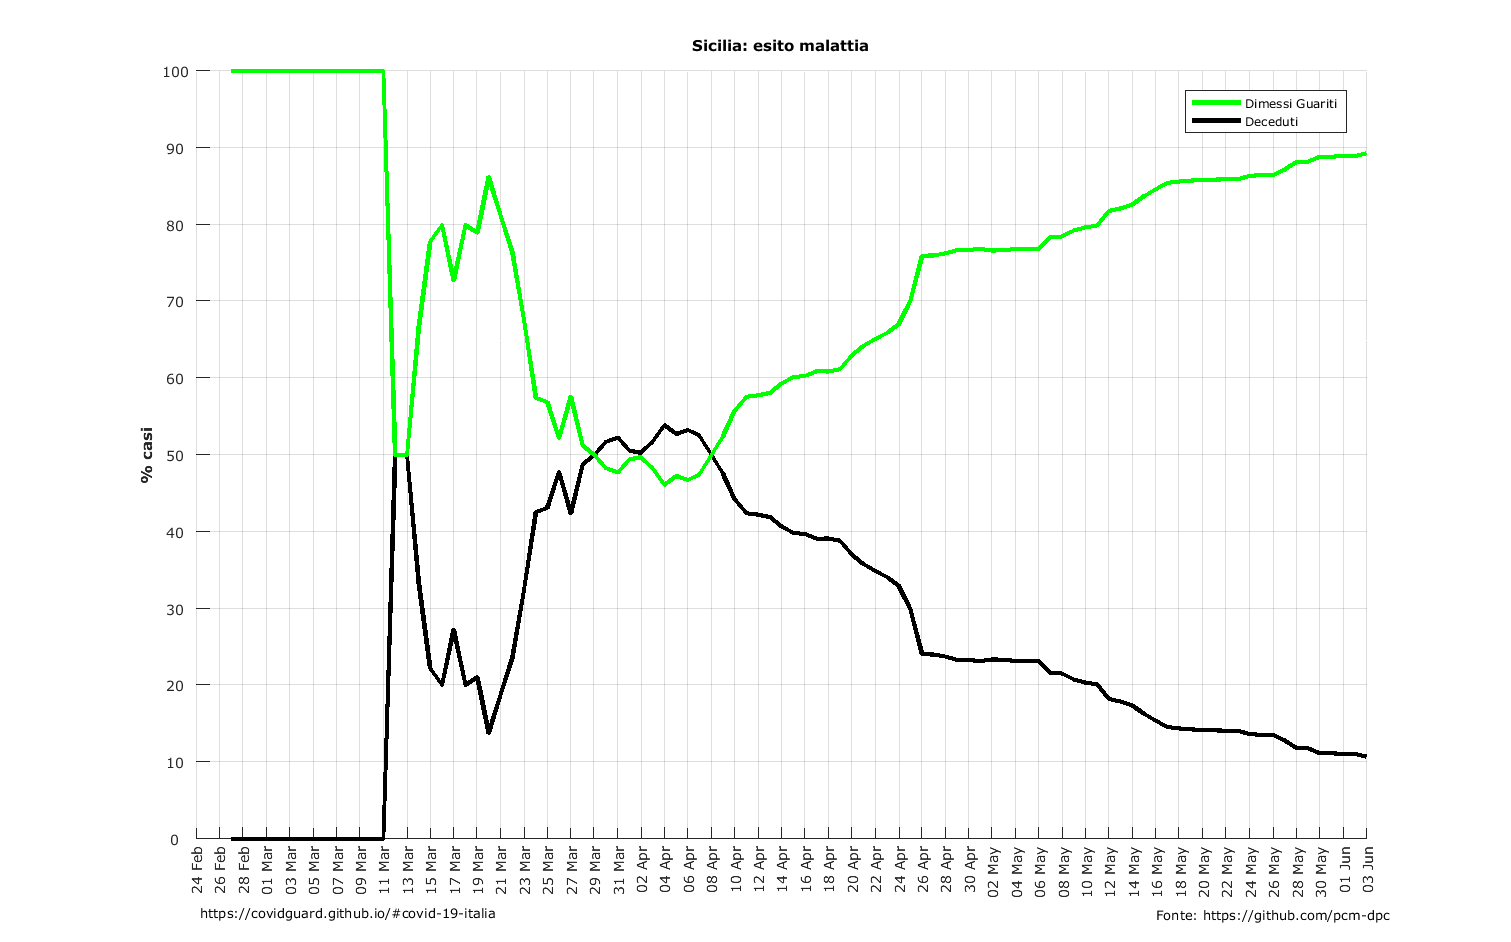 Sicilia: esito malattia
Dimessi Guariti
Deceduti
100
90
80
70
60
50
40
30
20
10
0
% casi
24 Feb
26 Feb
28 Feb
01 Mar
03 Mar
05 Mar
07 Mar
09 Mar
11 Mar
13 Mar
15 Mar
17 Mar
19 Mar
21 Mar
23 Mar
25 Mar
27 Mar
29 Mar
31 Mar
02 Apr
04 Apr
06 Apr
08 Apr
10 Apr
12 Apr
14 Apr
16 Apr
18 Apr
20 Apr
22 Apr
24 Apr
26 Apr
28 Apr
30 Apr
02 May
04 May
06 May
08 May
10 May
12 May
14 May
16 May
18 May
20 May
22 May
24 May
26 May
28 May
30 May
01 Jun
03 Jun
https://covidguard.github.io/#covid-19-italia
Fonte: https://github.com/pcm-dpc